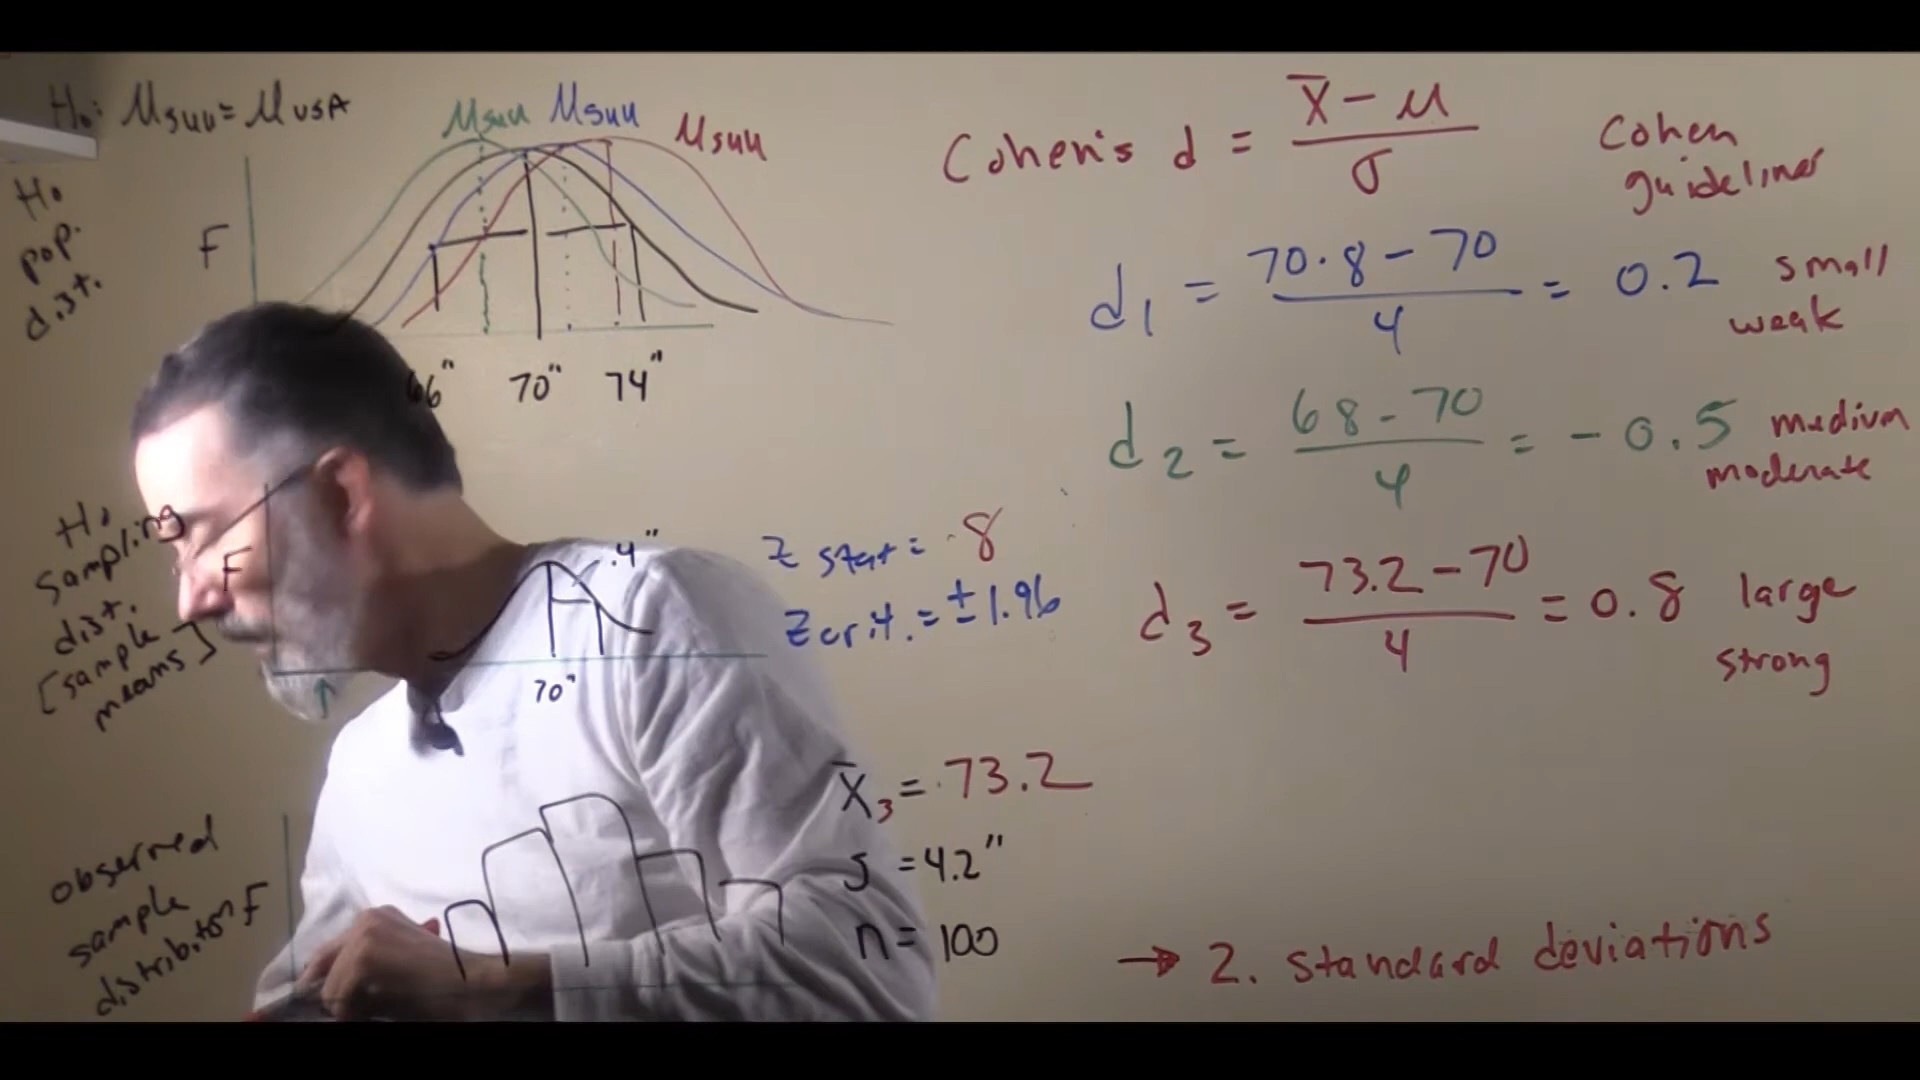 H₀: μsuu = μusa
μsuu μsuu μsuu
H₀
pop.
dist.
F
66" 70" 74"
H₀
sampling
dist.
[sample
means]
F
.4"
70"
z stat = 8
z crit. = ± 1.96
observed
sample
distribution F
x̄₃ = 73.2
s = 4.2"
n = 100
Cohen's d = x̄ - μ / σ
Cohen
guidelines
d₁ = 70.8 - 70 / 4 = 0.2 small
weak
d₂ = 68 - 70 / 4 = -0.5 medium
moderate
d₃ = 73.2 - 70 / 4 = 0.8 large
strong
→ 2. standard deviations